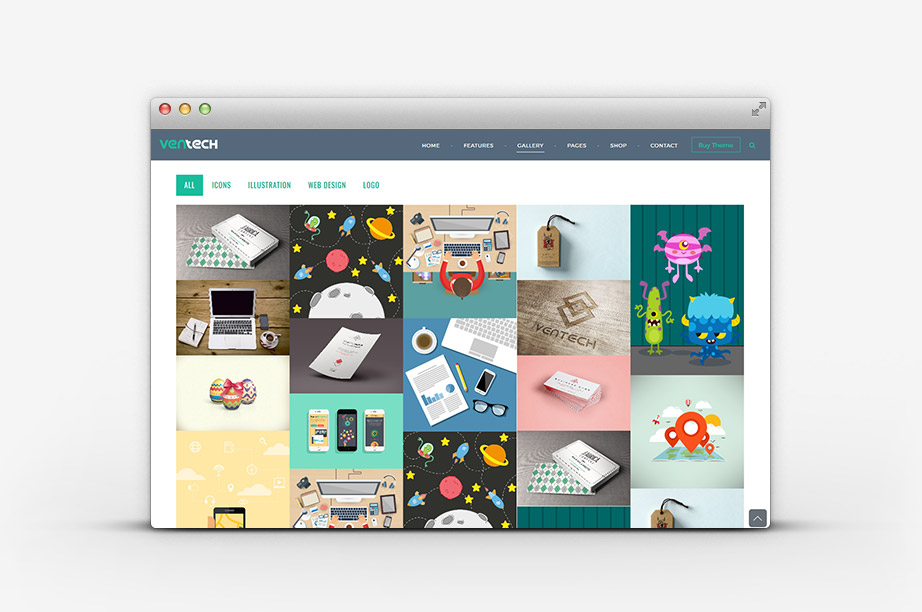 VENTECH
HOME FEATURES GALLERY PAGES SHOP CONTACT Buy Theme
ALL ICONS ILLUSTRATION WEB DESIGN LOGO
VENTECH